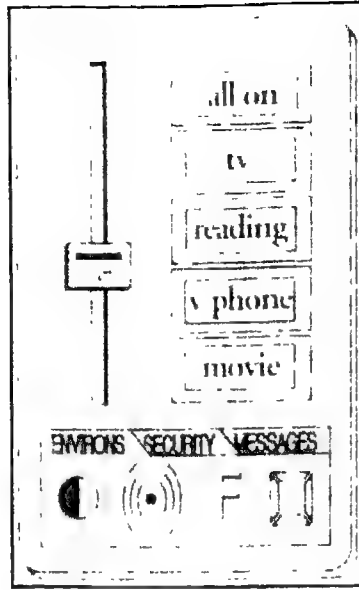 all on
tv
reading
v phone
movie
ENVIRONS SECURITY MESSAGES